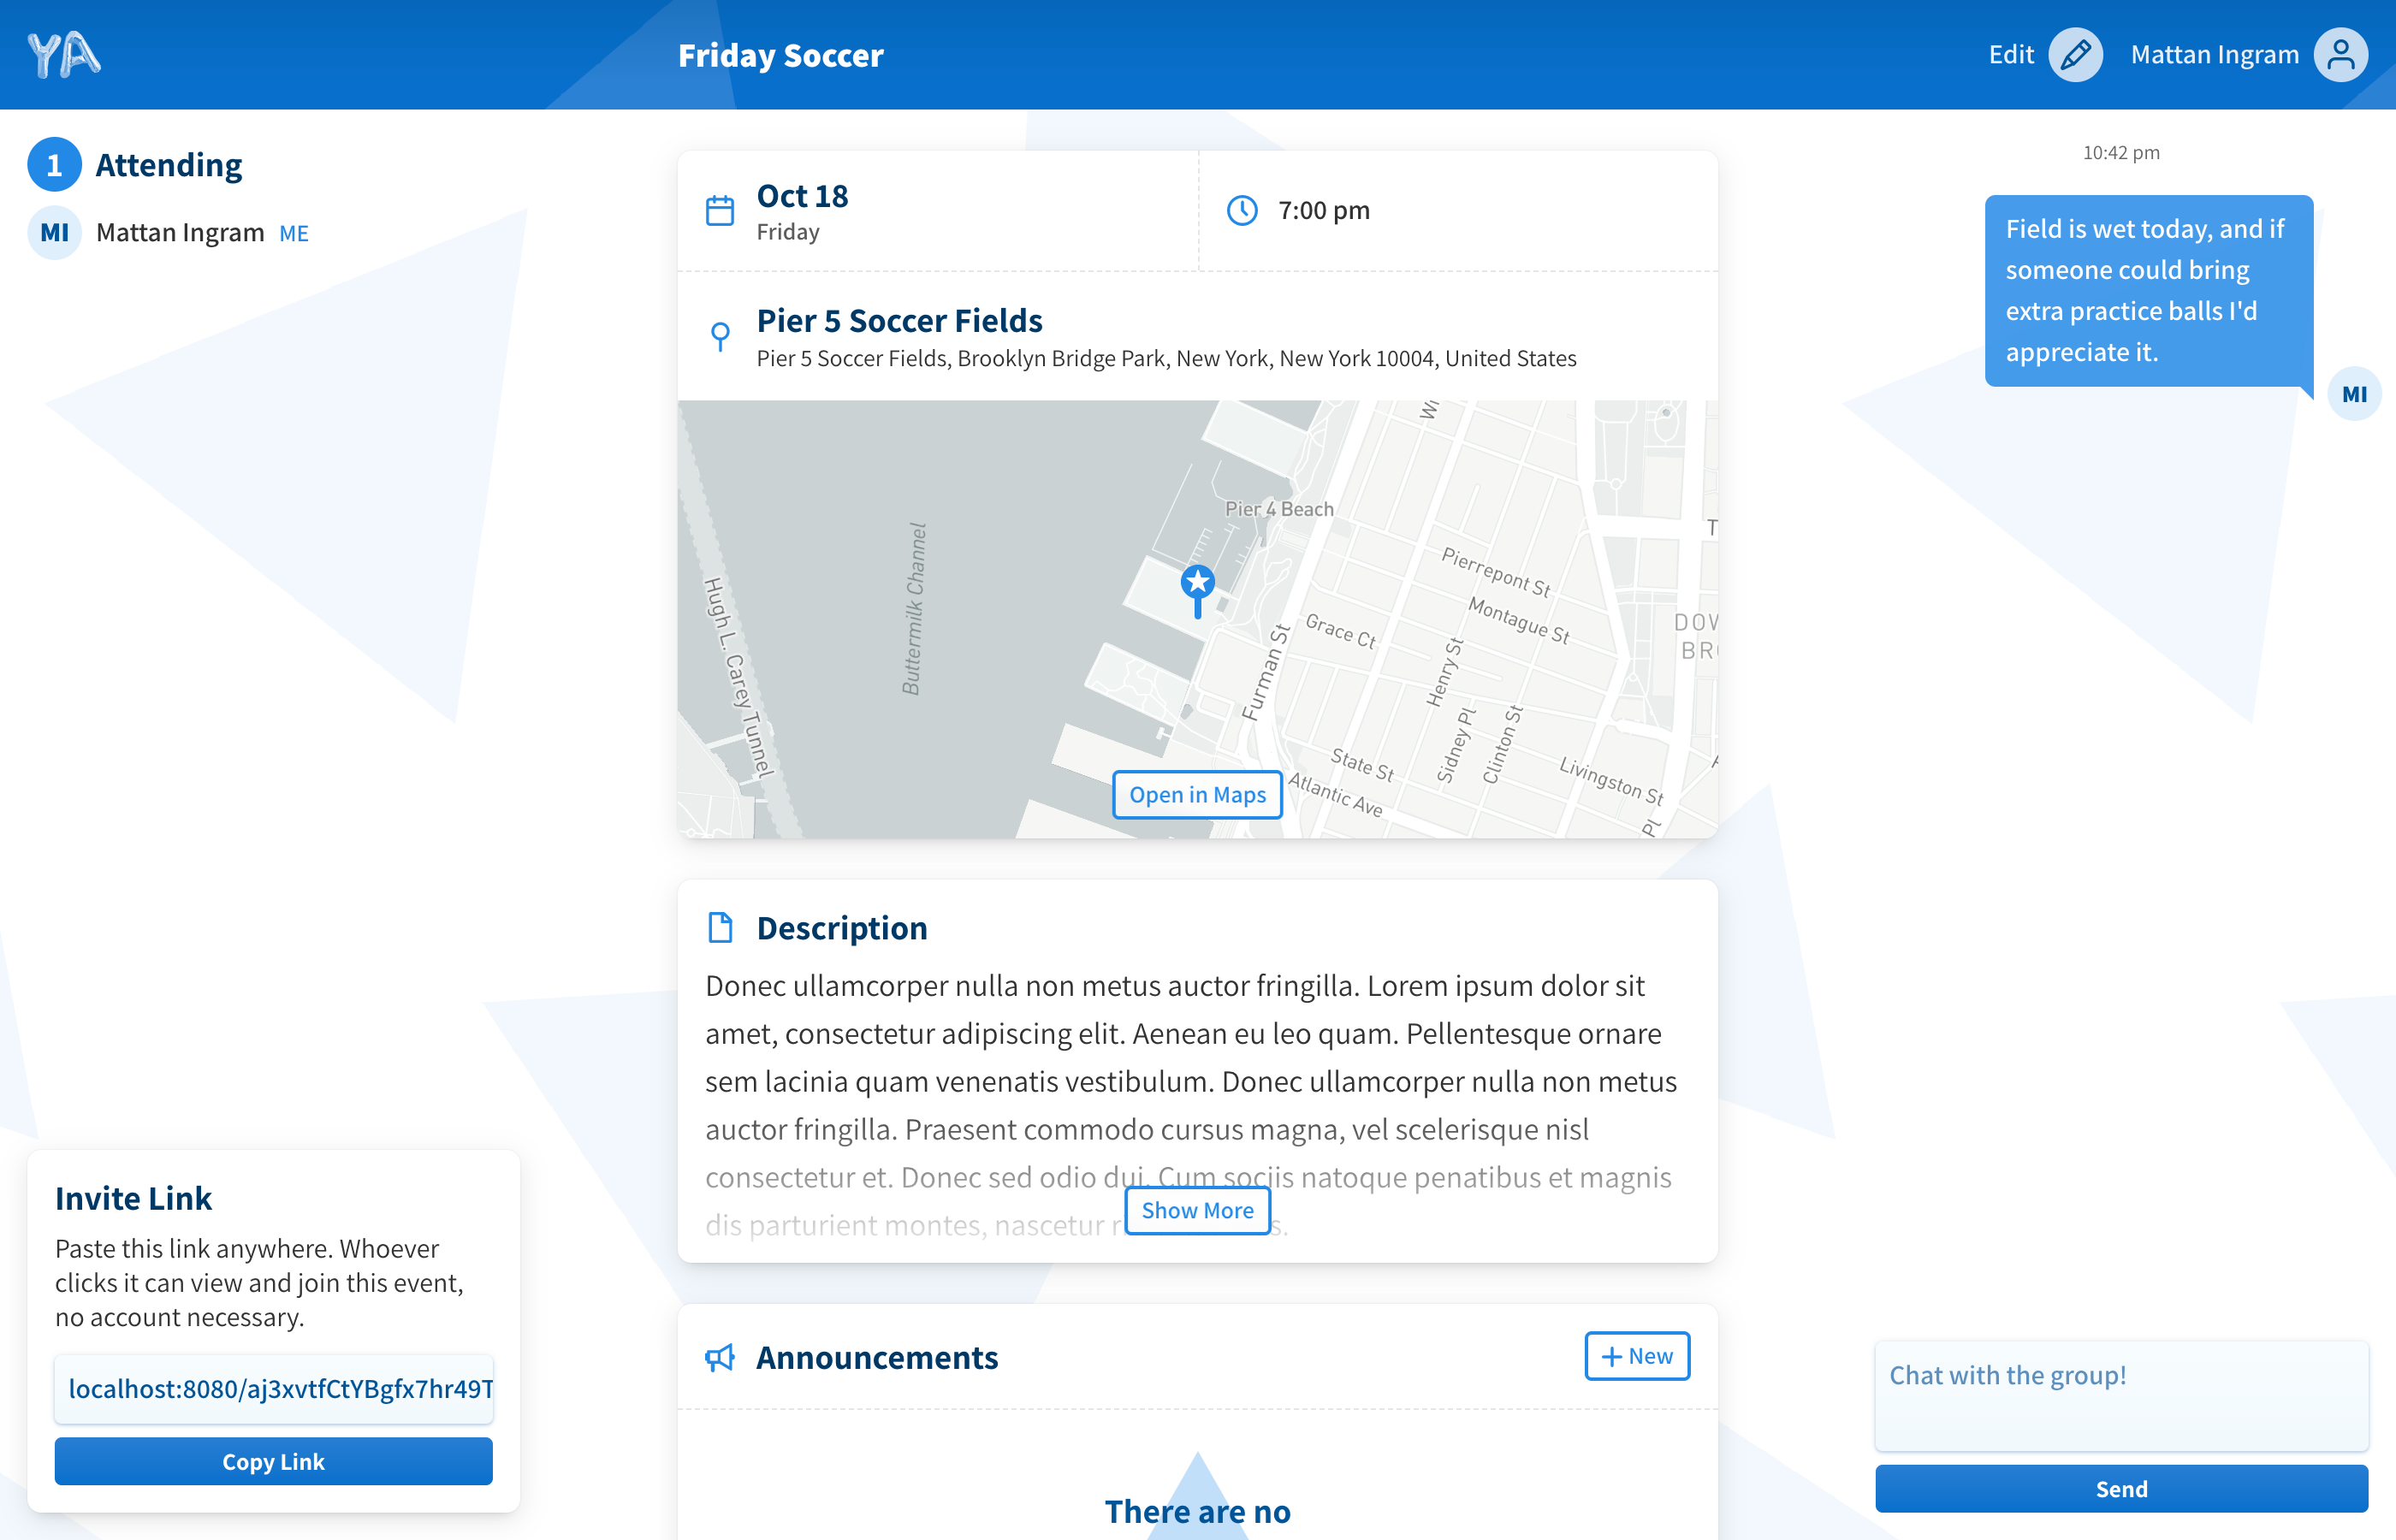 YA
Friday Soccer
Edit
Mattan Ingram
1 Attending
MI Mattan Ingram ME
Oct 18
Friday
7:00 pm
Pier 5 Soccer Fields
Pier 5 Soccer Fields, Brooklyn Bridge Park, New York, New York 10004, United States
Pier 4 Beach
Pierrepont St
Montague St
Grace Ct
Furman St
Henry St
Sidney Pl
Clinton St
State St
Atlantic Ave
Livingston St
Pl
Hugh L. Carey Tunnel
Buttermilk Channel
Open in Maps
Description
Donec ullamcorper nulla non metus auctor fringilla. Lorem ipsum dolor sit
amet, consectetur adipiscing elit. Aenean eu leo quam. Pellentesque ornare
sem lacinia quam venenatis vestibulum. Donec ullamcorper nulla non metus
auctor fringilla. Praesent commodo cursus magna, vel scelerisque nisl
consectetur et. Donec sed odio dui. Cum sociis natoque penatibus et magnis
dis parturient montes, nascetur
Show More
Announcements
+ New
There are no
10:42 pm
Field is wet today, and if
someone could bring
extra practice balls I'd
appreciate it.
MI
Chat with the group!
Send
Invite Link
Paste this link anywhere. Whoever
clicks it can view and join this event,
no account necessary.
localhost:8080/aj3xvtfCtYBgfx7hr49T
Copy Link